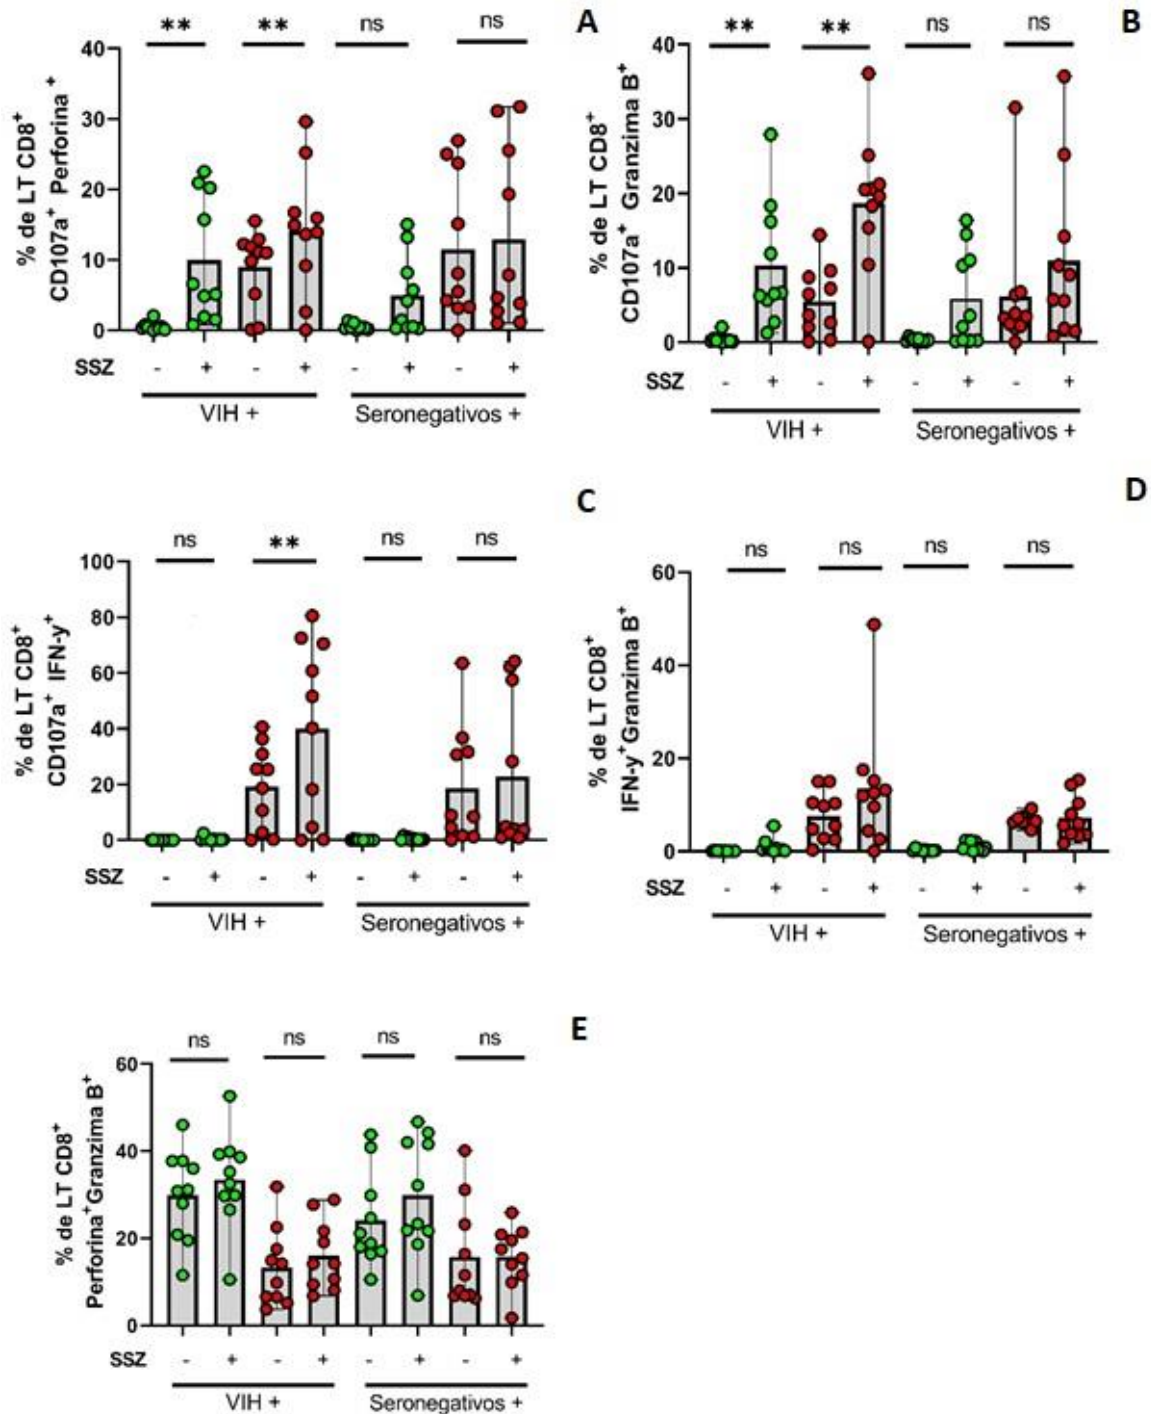 ** ** ns ns A
% de LT CD8+
CD107a+ Perforina +
40
30
20
10
0
SSZ - + - + - + - +
VIH + Seronegativos +
** ** ns ns B
% de LT CD8+
CD107a+ Granzima B+
40
30
20
10
0
SSZ - + - + - + - +
VIH + Seronegativos +
C
ns ** ns ns
% de LT CD8+
CD107a+ IFN-y+
100
80
60
40
20
0
SSZ - + - + - + - +
VIH + Seronegativos +
D
ns ns ns ns
% de LT CD8+
IFN-y+Granzima B+
60
40
20
0
SSZ - + - + - + - +
VIH + Seronegativos +
ns ns ns ns E
% de LT CD8+
Perforina+Granzima B+
60
40
20
0
SSZ - + - + - + - +
VIH + Seronegativos +